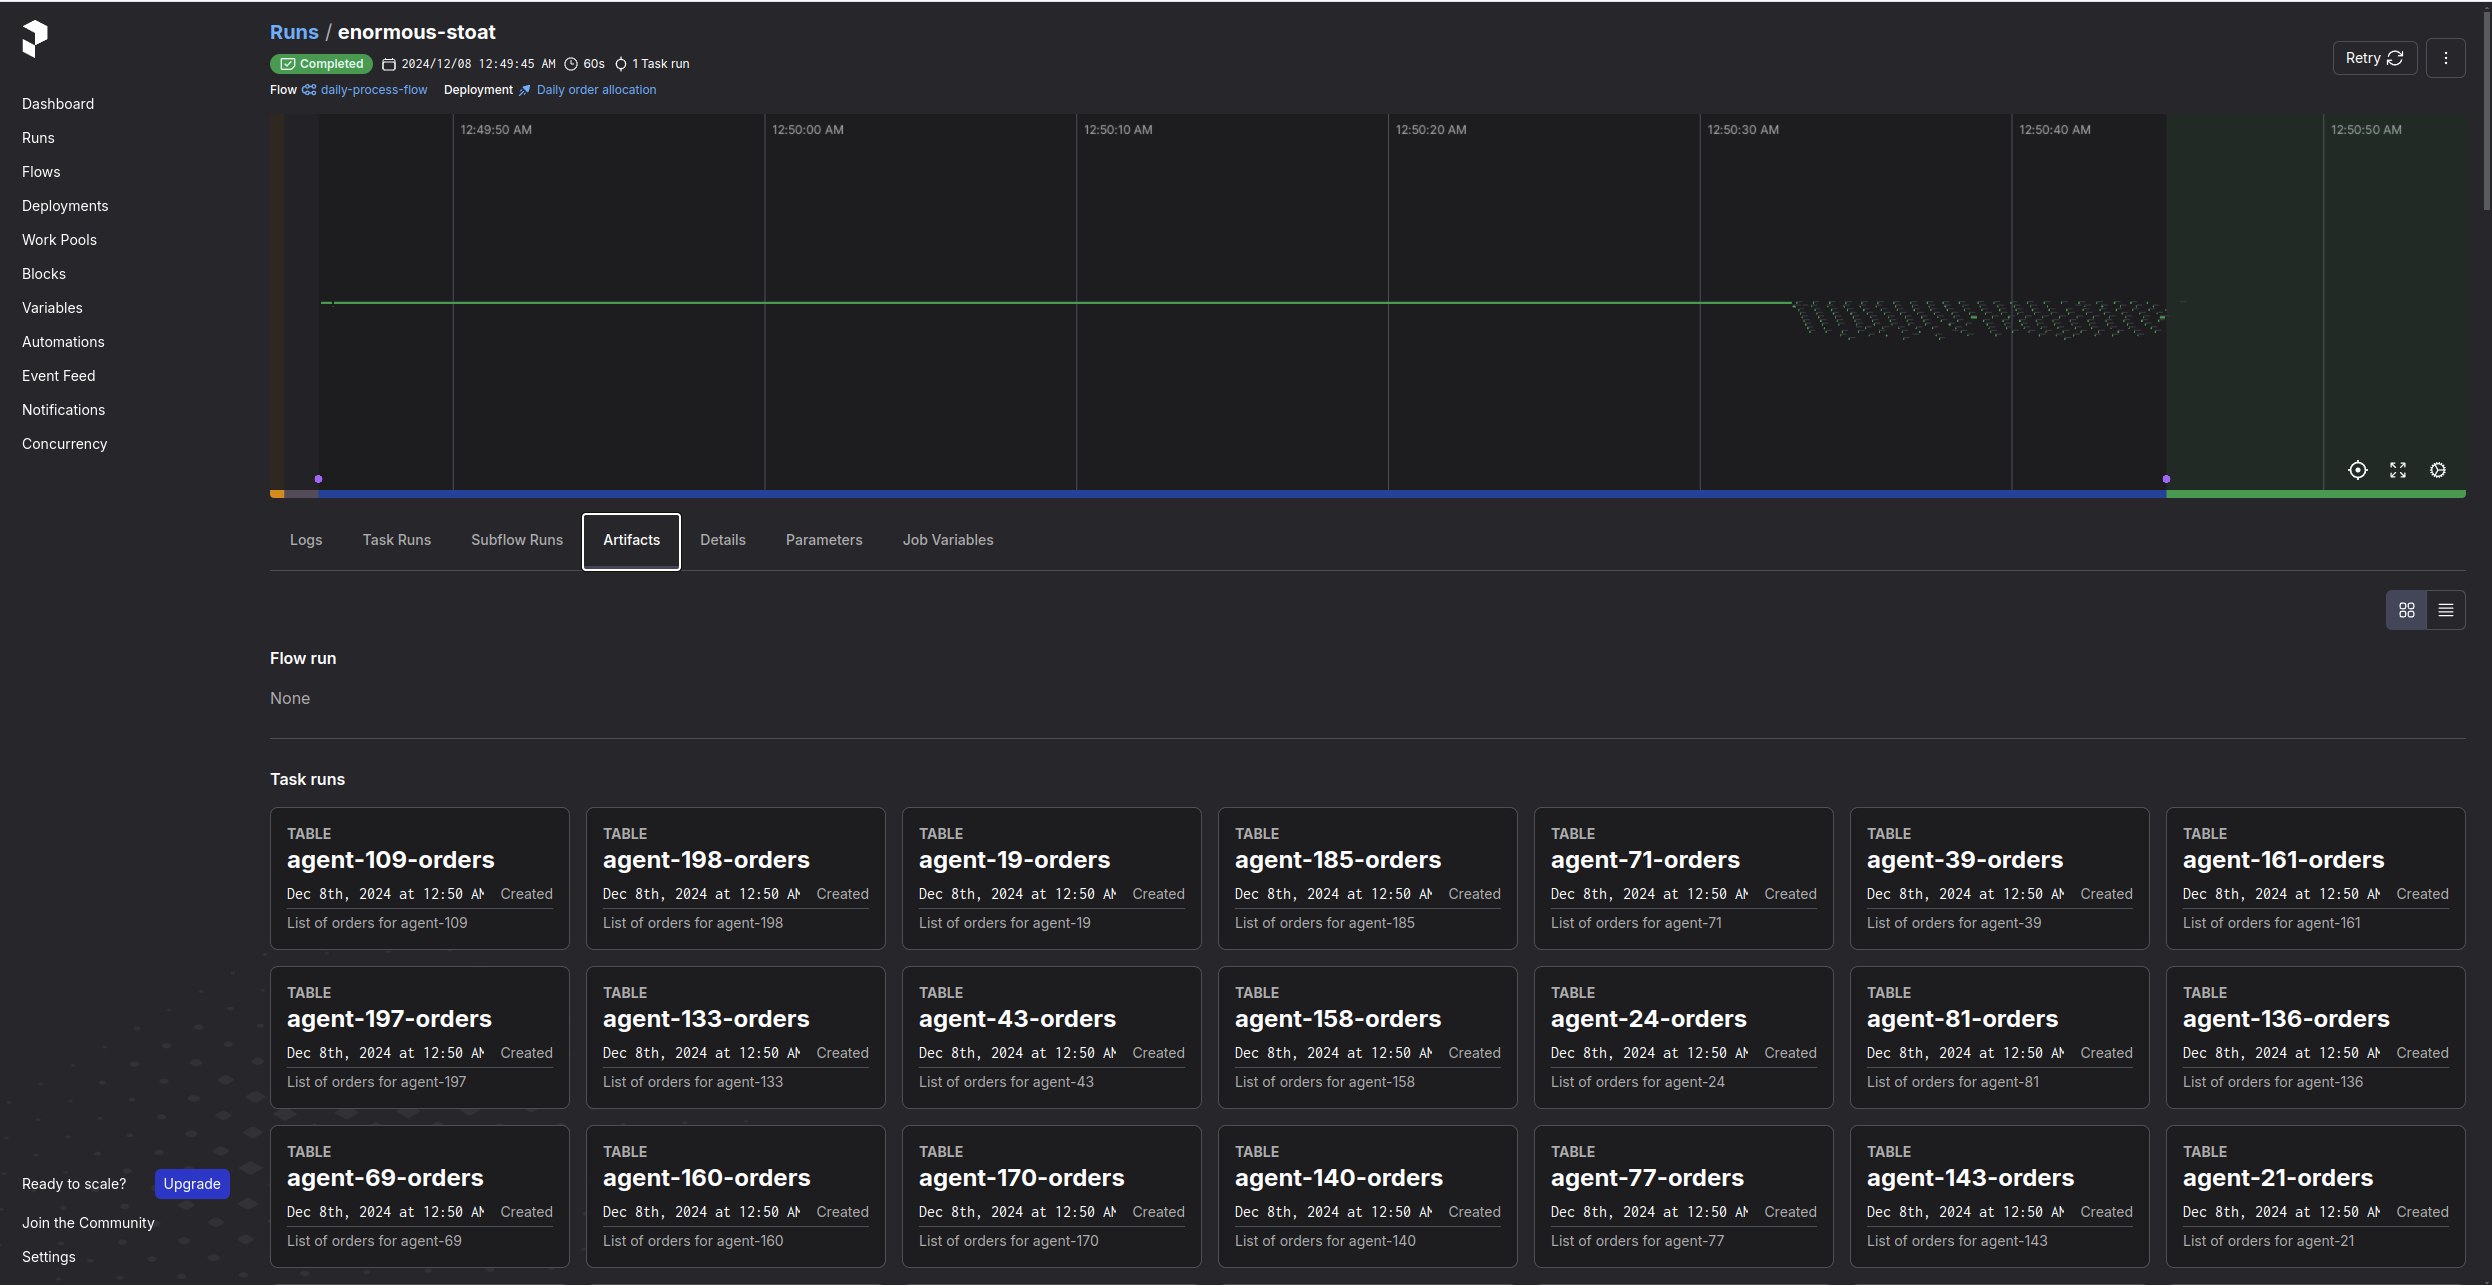 Runs / enormous-stoat
Completed 2024/12/08 12:49:45 AM 60s 1 Task run
Flow daily-process-flow Deployment Daily order allocation
Retry
Dashboard
Runs
Flows
Deployments
Work Pools
Blocks
Variables
Automations
Event Feed
Notifications
Concurrency
12:49:50 AM 12:50:00 AM 12:50:10 AM 12:50:20 AM 12:50:30 AM 12:50:40 AM 12:50:50 AM
Logs Task Runs Subflow Runs Artifacts Details Parameters Job Variables
Flow run
None
Task runs
TABLE TABLE TABLE TABLE TABLE TABLE TABLE
agent-109-orders agent-198-orders agent-19-orders agent-185-orders agent-71-orders agent-39-orders agent-161-orders
Dec 8th, 2024 at 12:50 AM Created Dec 8th, 2024 at 12:50 AM Created Dec 8th, 2024 at 12:50 AM Created Dec 8th, 2024 at 12:50 AM Created Dec 8th, 2024 at 12:50 AM Created Dec 8th, 2024 at 12:50 AM Created Dec 8th, 2024 at 12:50 AM Created
List of orders for agent-109 List of orders for agent-198 List of orders for agent-19 List of orders for agent-185 List of orders for agent-71 List of orders for agent-39 List of orders for agent-161
TABLE TABLE TABLE TABLE TABLE TABLE TABLE
agent-197-orders agent-133-orders agent-43-orders agent-158-orders agent-24-orders agent-81-orders agent-136-orders
Dec 8th, 2024 at 12:50 AM Created Dec 8th, 2024 at 12:50 AM Created Dec 8th, 2024 at 12:50 AM Created Dec 8th, 2024 at 12:50 AM Created Dec 8th, 2024 at 12:50 AM Created Dec 8th, 2024 at 12:50 AM Created Dec 8th, 2024 at 12:50 AM Created
List of orders for agent-197 List of orders for agent-133 List of orders for agent-43 List of orders for agent-158 List of orders for agent-24 List of orders for agent-81 List of orders for agent-136
TABLE TABLE TABLE TABLE TABLE TABLE TABLE
agent-69-orders agent-160-orders agent-170-orders agent-140-orders agent-77-orders agent-143-orders agent-21-orders
Dec 8th, 2024 at 12:50 AM Created Dec 8th, 2024 at 12:50 AM Created Dec 8th, 2024 at 12:50 AM Created Dec 8th, 2024 at 12:50 AM Created Dec 8th, 2024 at 12:50 AM Created Dec 8th, 2024 at 12:50 AM Created Dec 8th, 2024 at 12:50 AM Created
List of orders for agent-69 List of orders for agent-160 List of orders for agent-170 List of orders for agent-140 List of orders for agent-77 List of orders for agent-143 List of orders for agent-21
Ready to scale? Upgrade
Join the Community
Settings